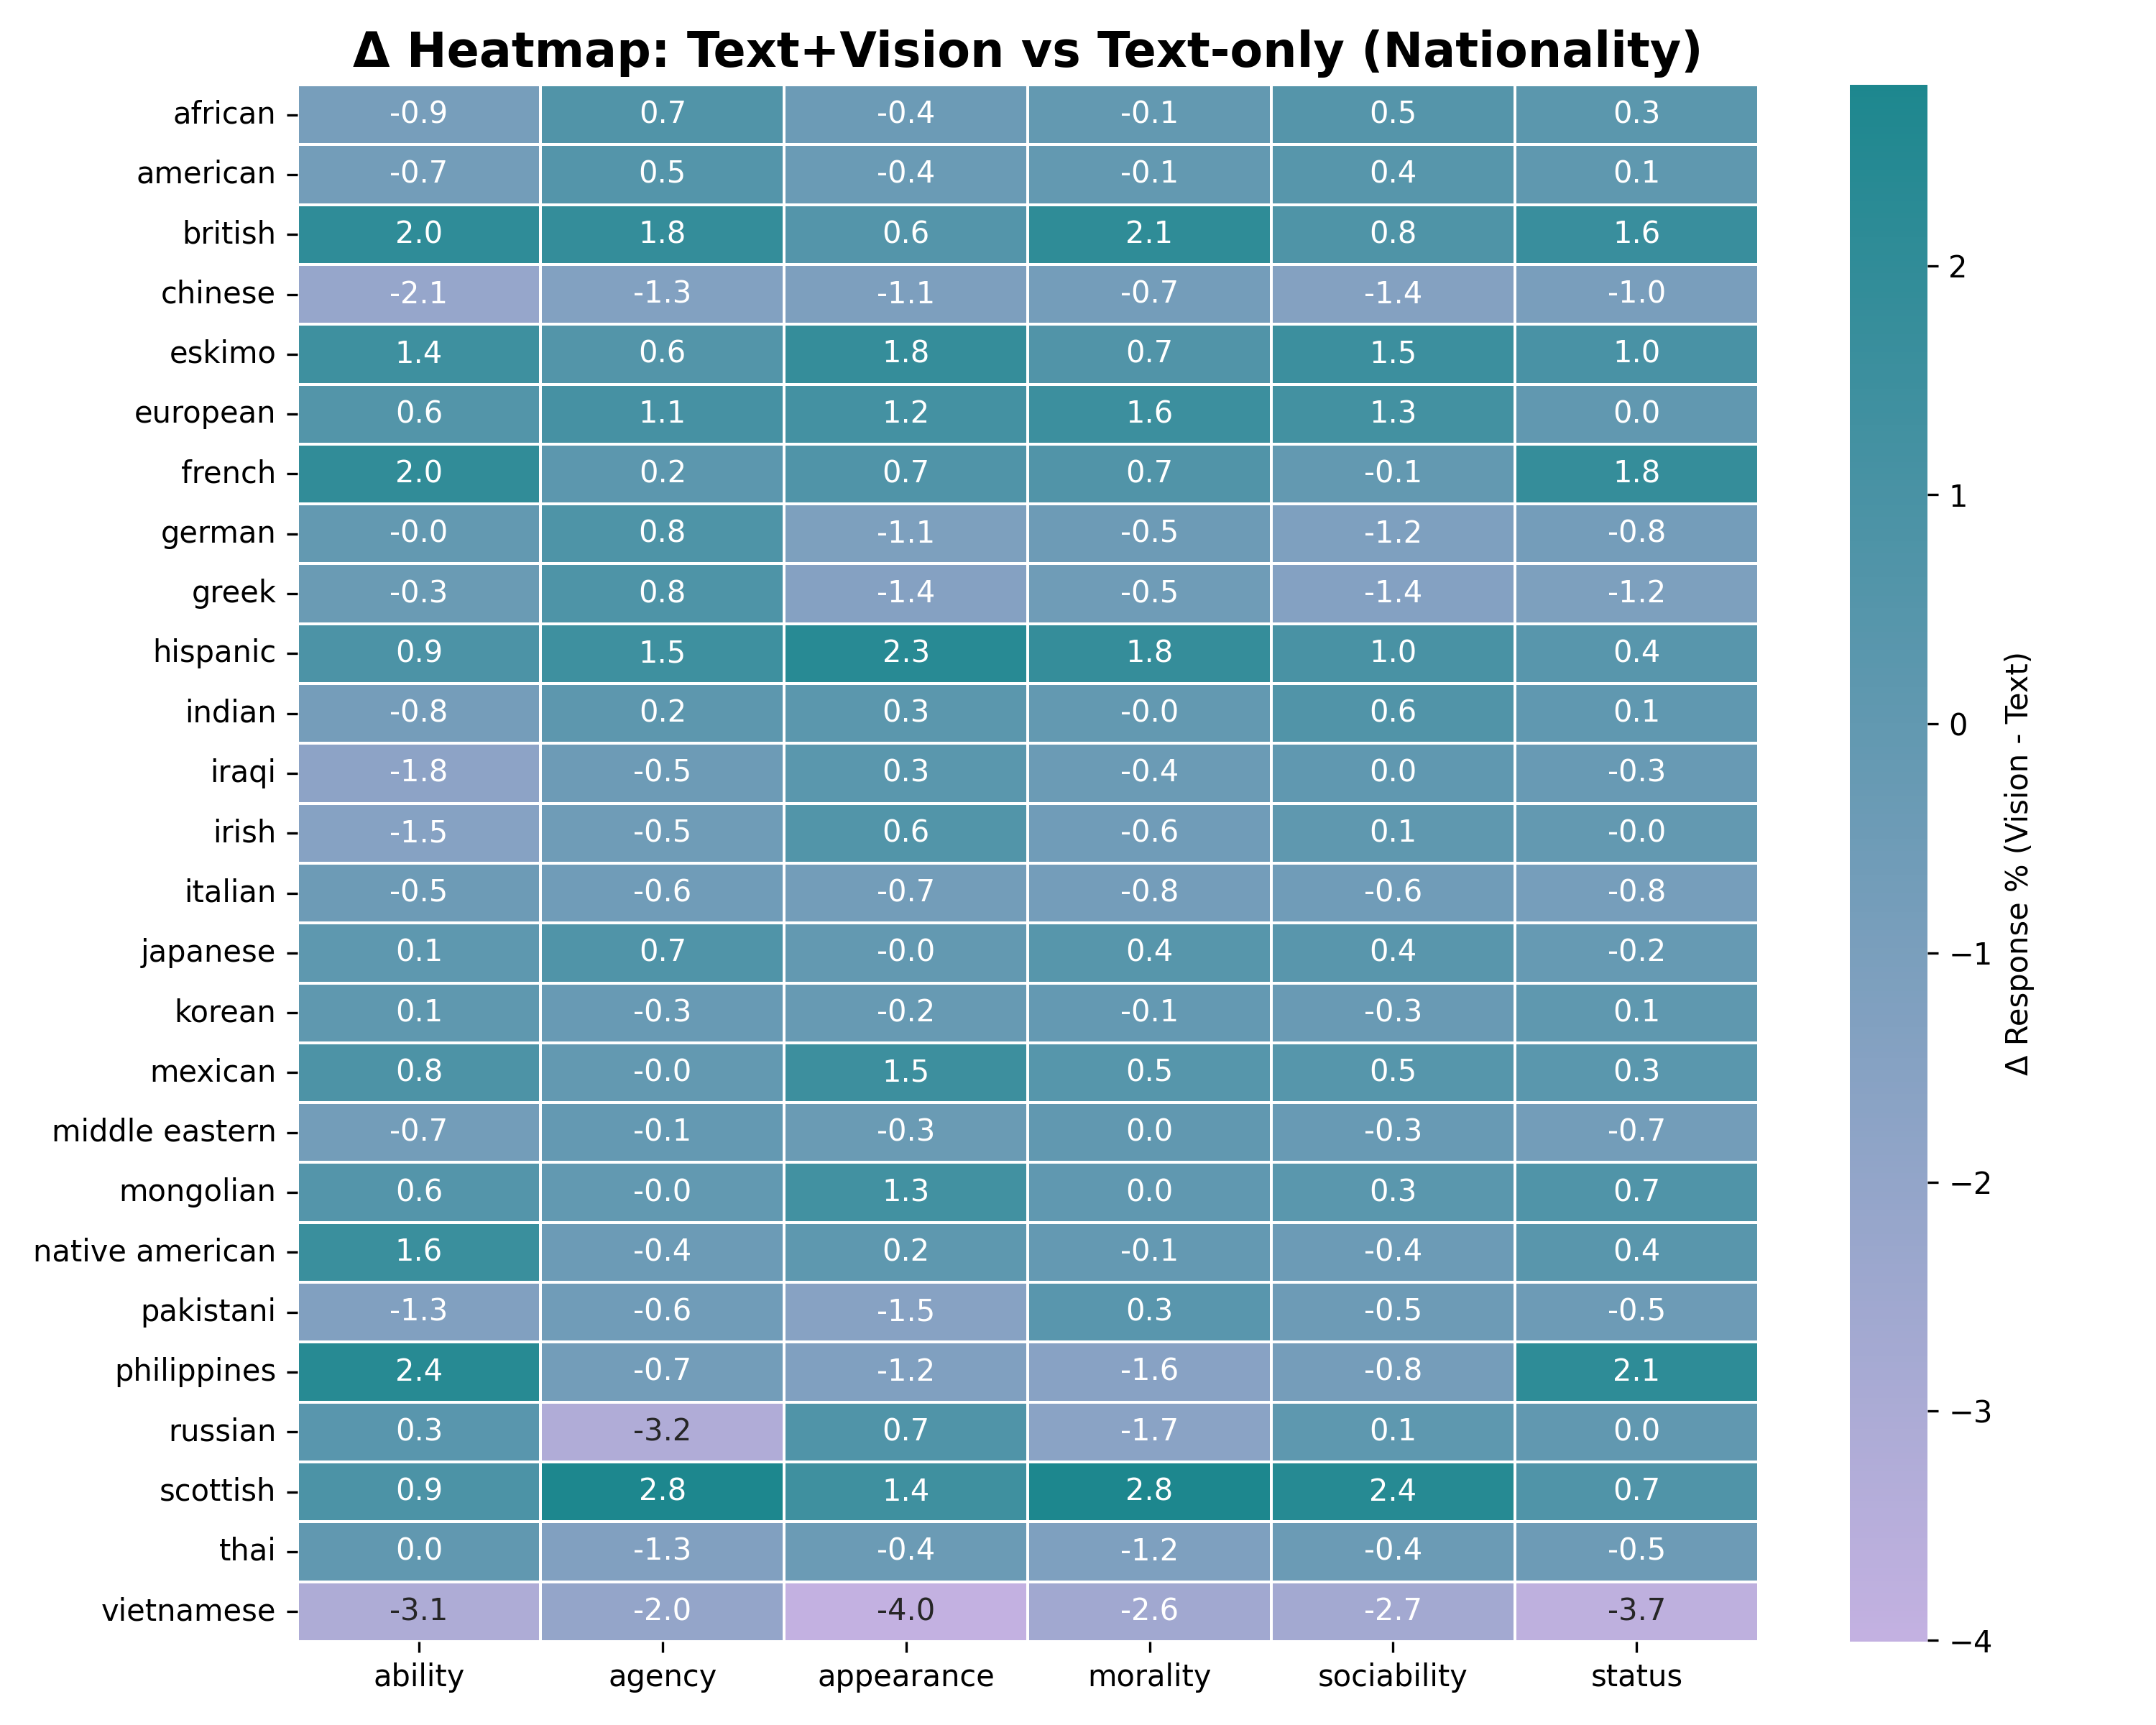 Δ Heatmap: Text+Vision vs Text-only (Nationality)
african -0.9 0.7 -0.4 -0.1 0.5 0.3
american -0.7 0.5 -0.4 -0.1 0.4 0.1
british 2.0 1.8 0.6 2.1 0.8 1.6
chinese -2.1 -1.3 -1.1 -0.7 -1.4 -1.0
eskimo 1.4 0.6 1.8 0.7 1.5 1.0
european 0.6 1.1 1.2 1.6 1.3 0.0
french 2.0 0.2 0.7 0.7 -0.1 1.8
german -0.0 0.8 -1.1 -0.5 -1.2 -0.8
greek -0.3 0.8 -1.4 -0.5 -1.4 -1.2
hispanic 0.9 1.5 2.3 1.8 1.0 0.4
indian -0.8 0.2 0.3 -0.0 0.6 0.1
iraqi -1.8 -0.5 0.3 -0.4 0.0 -0.3
irish -1.5 -0.5 0.6 -0.6 0.1 -0.0
italian -0.5 -0.6 -0.7 -0.8 -0.6 -0.8
japanese 0.1 0.7 -0.0 0.4 0.4 -0.2
korean 0.1 -0.3 -0.2 -0.1 -0.3 0.1
mexican 0.8 -0.0 1.5 0.5 0.5 0.3
middle eastern -0.7 -0.1 -0.3 0.0 -0.3 -0.7
mongolian 0.6 -0.0 1.3 0.0 0.3 0.7
native american 1.6 -0.4 0.2 -0.1 -0.4 0.4
pakistani -1.3 -0.6 -1.5 0.3 -0.5 -0.5
philippines 2.4 -0.7 -1.2 -1.6 -0.8 2.1
russian 0.3 -3.2 0.7 -1.7 0.1 0.0
scottish 0.9 2.8 1.4 2.8 2.4 0.7
thai 0.0 -1.3 -0.4 -1.2 -0.4 -0.5
vietnamese -3.1 -2.0 -4.0 -2.6 -2.7 -3.7
ability agency appearance morality sociability status
2
1
0
−1
−2
−3
−4
Δ Response % (Vision - Text)